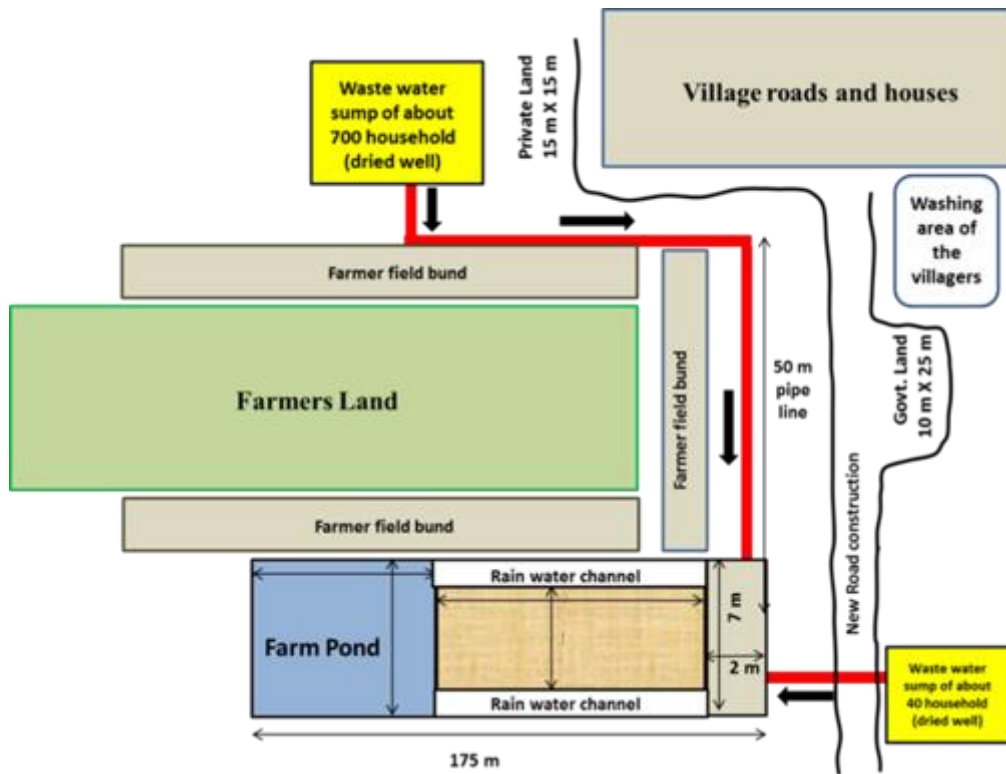 Waste water
sump of about
700 household
(dried well)
Private Land
15 m X 15 m
Village roads and houses
Washing
area of
the
villagers
Farmer field bund
Farmers Land
Farmer field bund
50 m
pipe
line
Govt. Land
10 m X 25 m
Farmer field bund
New Road construction
Rain water channel
Farm Pond
7 m
2 m
Rain water channel
Waste water
sump of about
40 household
(dried well)
175 m